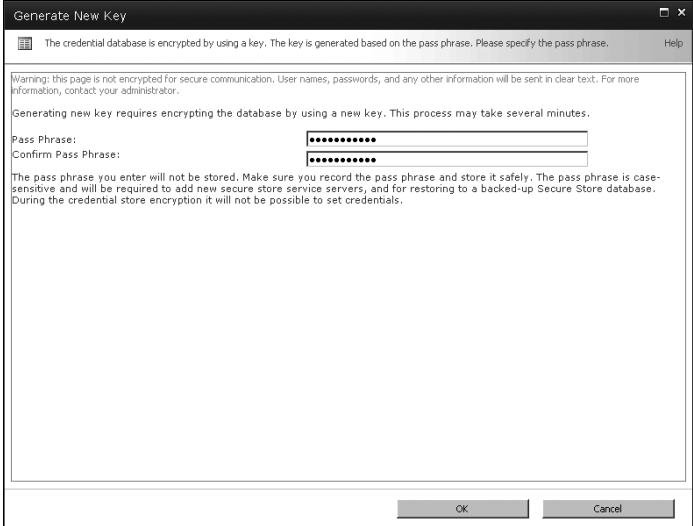 Generate New Key
The credential database is encrypted by using a key. The key is generated based on the pass phrase. Please specify the pass phrase.
Help
Warning: this page is not encrypted for secure communication. User names, passwords, and any other information will be sent in clear text. For more
information, contact your administrator.
Generating new key requires encrypting the database by using a new key. This process may take several minutes.
Pass Phrase: ●●●●●●●●●●●
Confirm Pass Phrase: ●●●●●●●●●●●
The pass phrase you enter will not be stored. Make sure you record the pass phrase and store it safely. The pass phrase is case-
sensitive and will be required to add new secure store service servers, and for restoring to a backed-up Secure Store database.
During the credential store encryption it will not be possible to set credentials.
OK Cancel